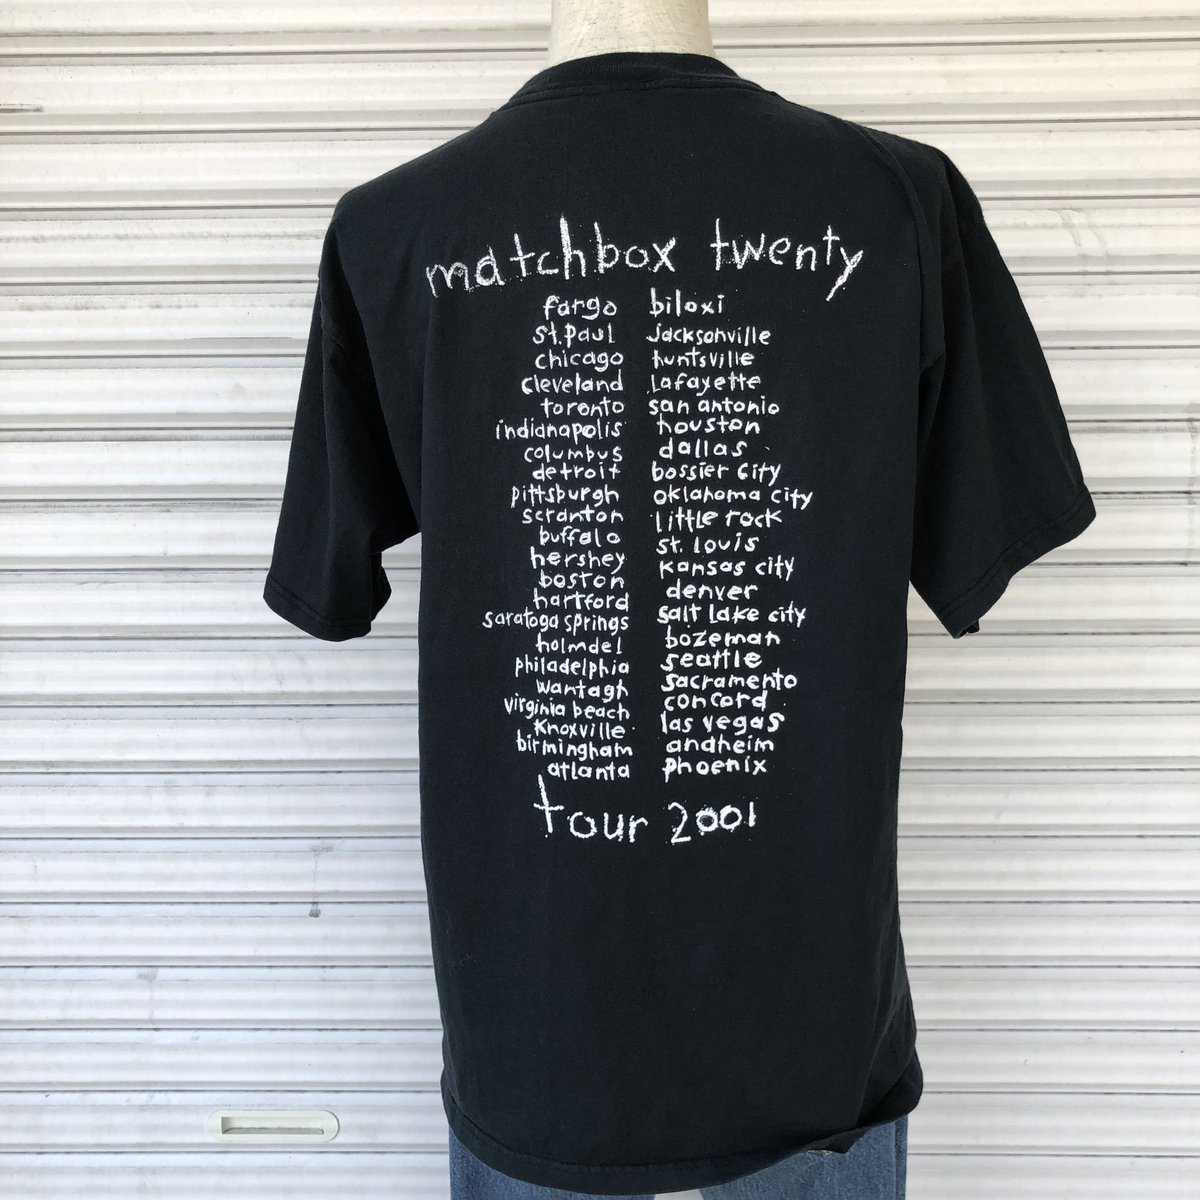 matchbox twenty
fargo
st. paul
chicago
cleveland
toronto
indianapolis
columbus
detroit
pittsburgh
scranton
buffalo
hershey
boston
hartford
saratoga springs
holmdel
philadelphia
wantagh
virginia beach
knoxville
birmingham
atlanta
biloxi
Jacksonville
huntsville
lafayette
san antonio
houston
dallas
bossier city
oklahoma city
little rock
st. louis
kansas city
denver
salt lake city
bozeman
seattle
sacramento
concord
las vegas
anaheim
phoenix
tour 2001